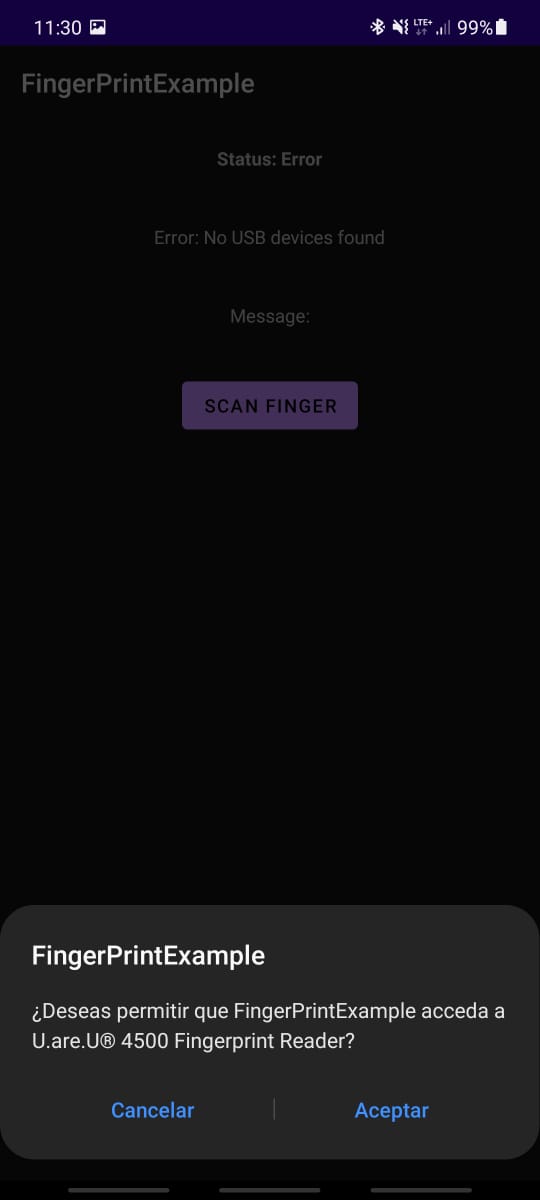 11:30 LTE+ 99%
FingerPrintExample
Status: Error
Error: No USB devices found
Message:
SCAN FINGER
FingerPrintExample
¿Deseas permitir que FingerPrintExample acceda a
U.are.U® 4500 Fingerprint Reader?
Cancelar Aceptar